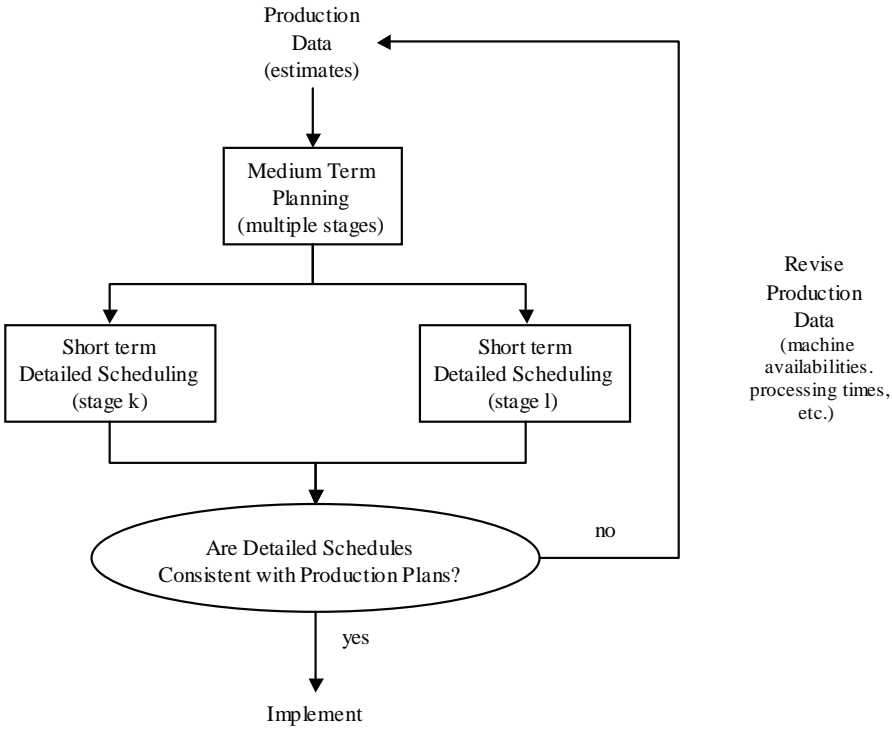 Production
Data
(estimates)
Medium Term
Planning
(multiple stages)
Short term
Detailed Scheduling
(stage k)
Short term
Detailed Scheduling
(stage l)
Revise
Production
Data
(machine
availabilities.
processing times,
etc.)
Are Detailed Schedules
Consistent with Production Plans?
no
yes
Implement